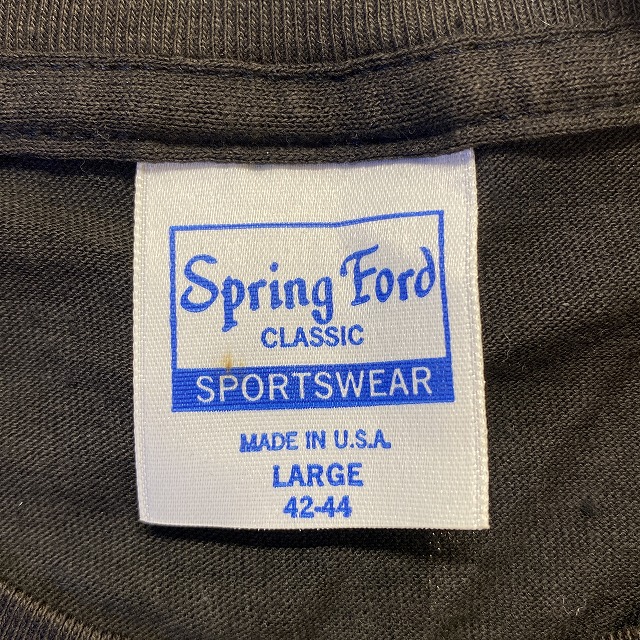 Spring Ford
CLASSIC
SPORTSWEAR
MADE IN U.S.A.
LARGE
42-44